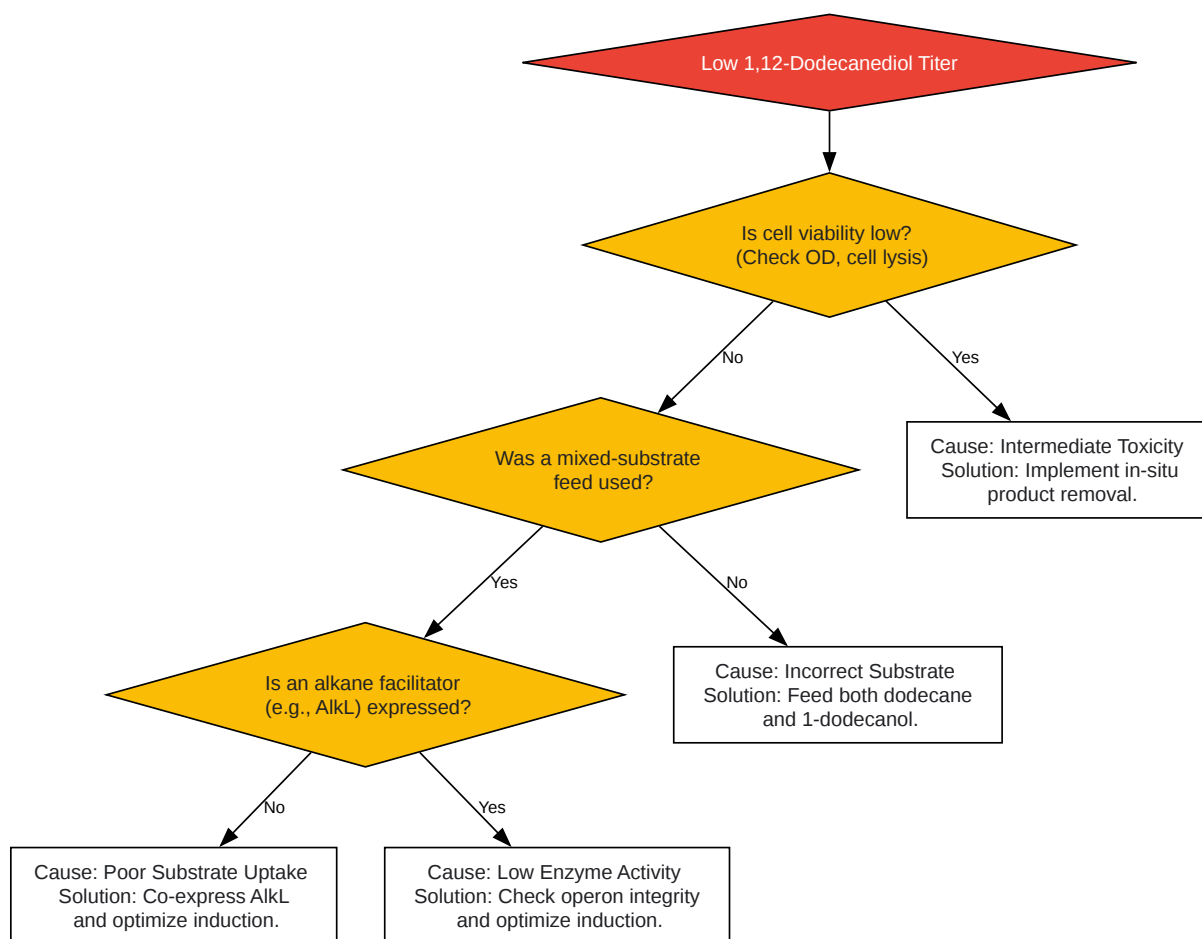 Low 1,12-Dodecanediol Titer
Is cell viability low?
(Check OD, cell lysis)
No
Yes
Was a mixed-substrate
feed used?
Cause: Intermediate Toxicity
Solution: Implement in-situ
product removal.
Yes
No
Is an alkane facilitator
(e.g., AlkL) expressed?
Cause: Incorrect Substrate
Solution: Feed both dodecane
and 1-dodecanol.
No
Yes
Cause: Poor Substrate Uptake
Solution: Co-express AlkL
and optimize induction.
Cause: Low Enzyme Activity
Solution: Check operon integrity
and optimize induction.